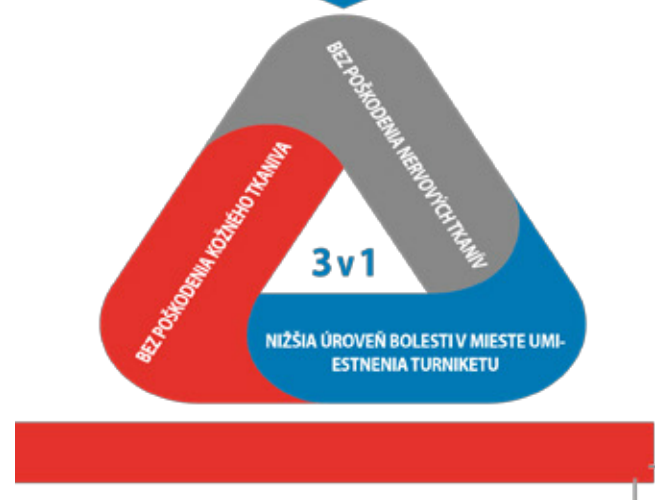 BEZ POŠKODENIA NERVOVÝCH TKANÍV
BEZ POŠKODENIA KOŽNÉHO TKANIVA
3 v 1
NIŽŠIA ÚROVEŇ BOLESTI V MIESTE UMI-
ESTNENIA TURNIKETU